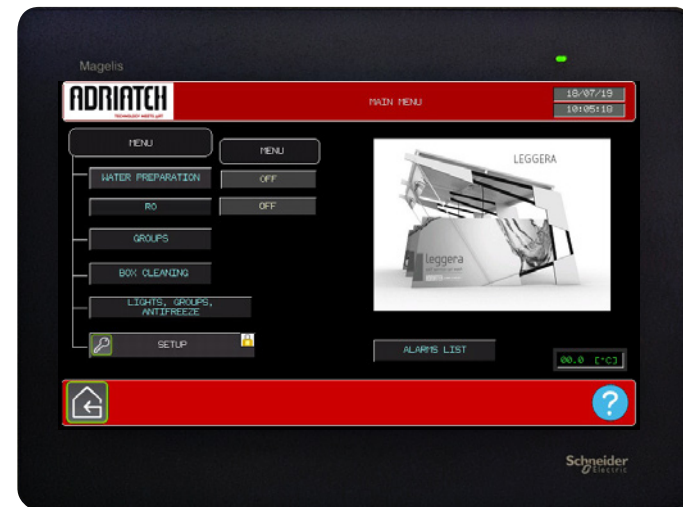 Magelis
ADRIATCH
MAIN MENU
18/07/19
10:05:18
MENU
MENU
WATER PREPARATION
OFF
RO
OFF
GROUPS
BOX CLEANING
LIGHTS, GROUPS,
ANTIFREEZE
SETUP
LEGGERA
leggera
ALARMS LIST
00.0 [°C]
?
Schneider
Electric